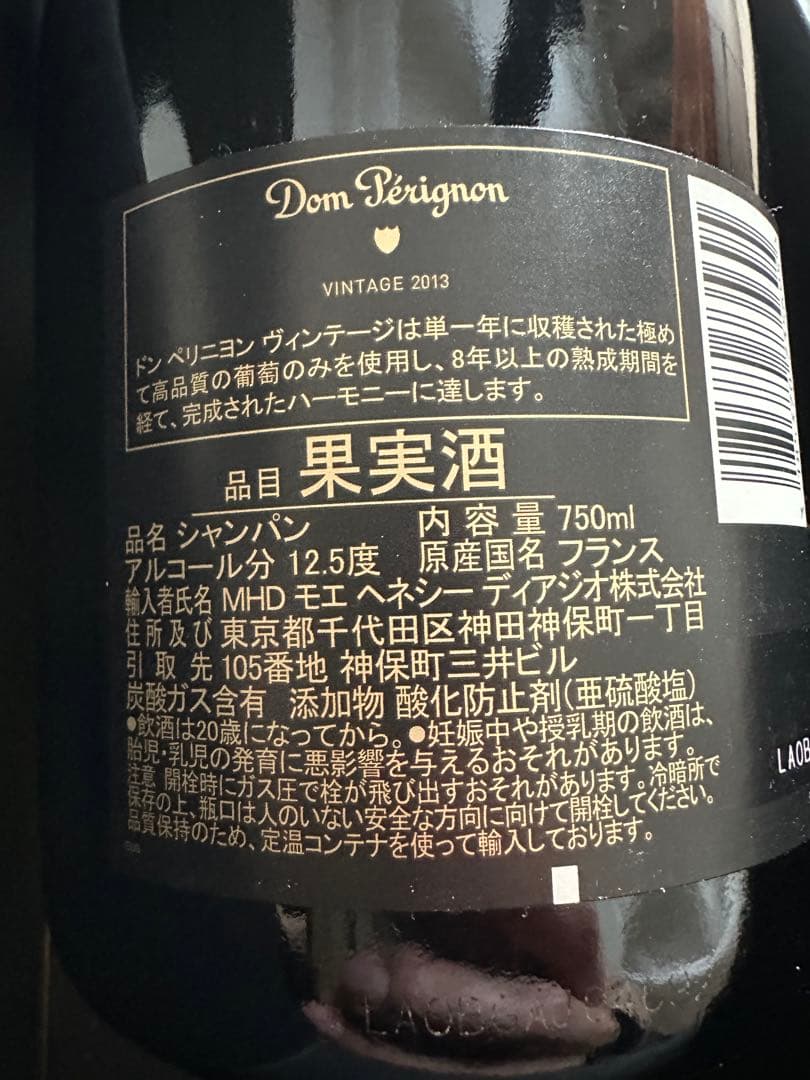 Dom Pérignon
VINTAGE 2013
ドン ペリニヨン ヴィンテージは単一年に収穫された極め
て高品質の葡萄のみを使用し、8年以上の熟成期間を
経て、完成されたハーモニーに達します。
品目 果実酒
品名 シャンパン 内容量 750ml
アルコール分 12.5度 原産国名 フランス
輸入者氏名 MHD モエ ヘネシー ディアジオ株式会社
住所及び 東京都千代田区神田神保町一丁目
引取先 105番地 神保町三井ビル
炭酸ガス含有 添加物 酸化防止剤(亜硫酸塩)
●飲酒は20歳になってから。●妊娠中や授乳期の飲酒は、
胎児・乳児の発育に悪影響を与えるおそれがあります。
注意 開栓時にガス圧で栓が飛び出すおそれがあります。冷暗所で
保存の上、瓶口は人のいない安全な方向に向けて開栓してください。
品質保持のため、定温コンテナを使って輸入しております。